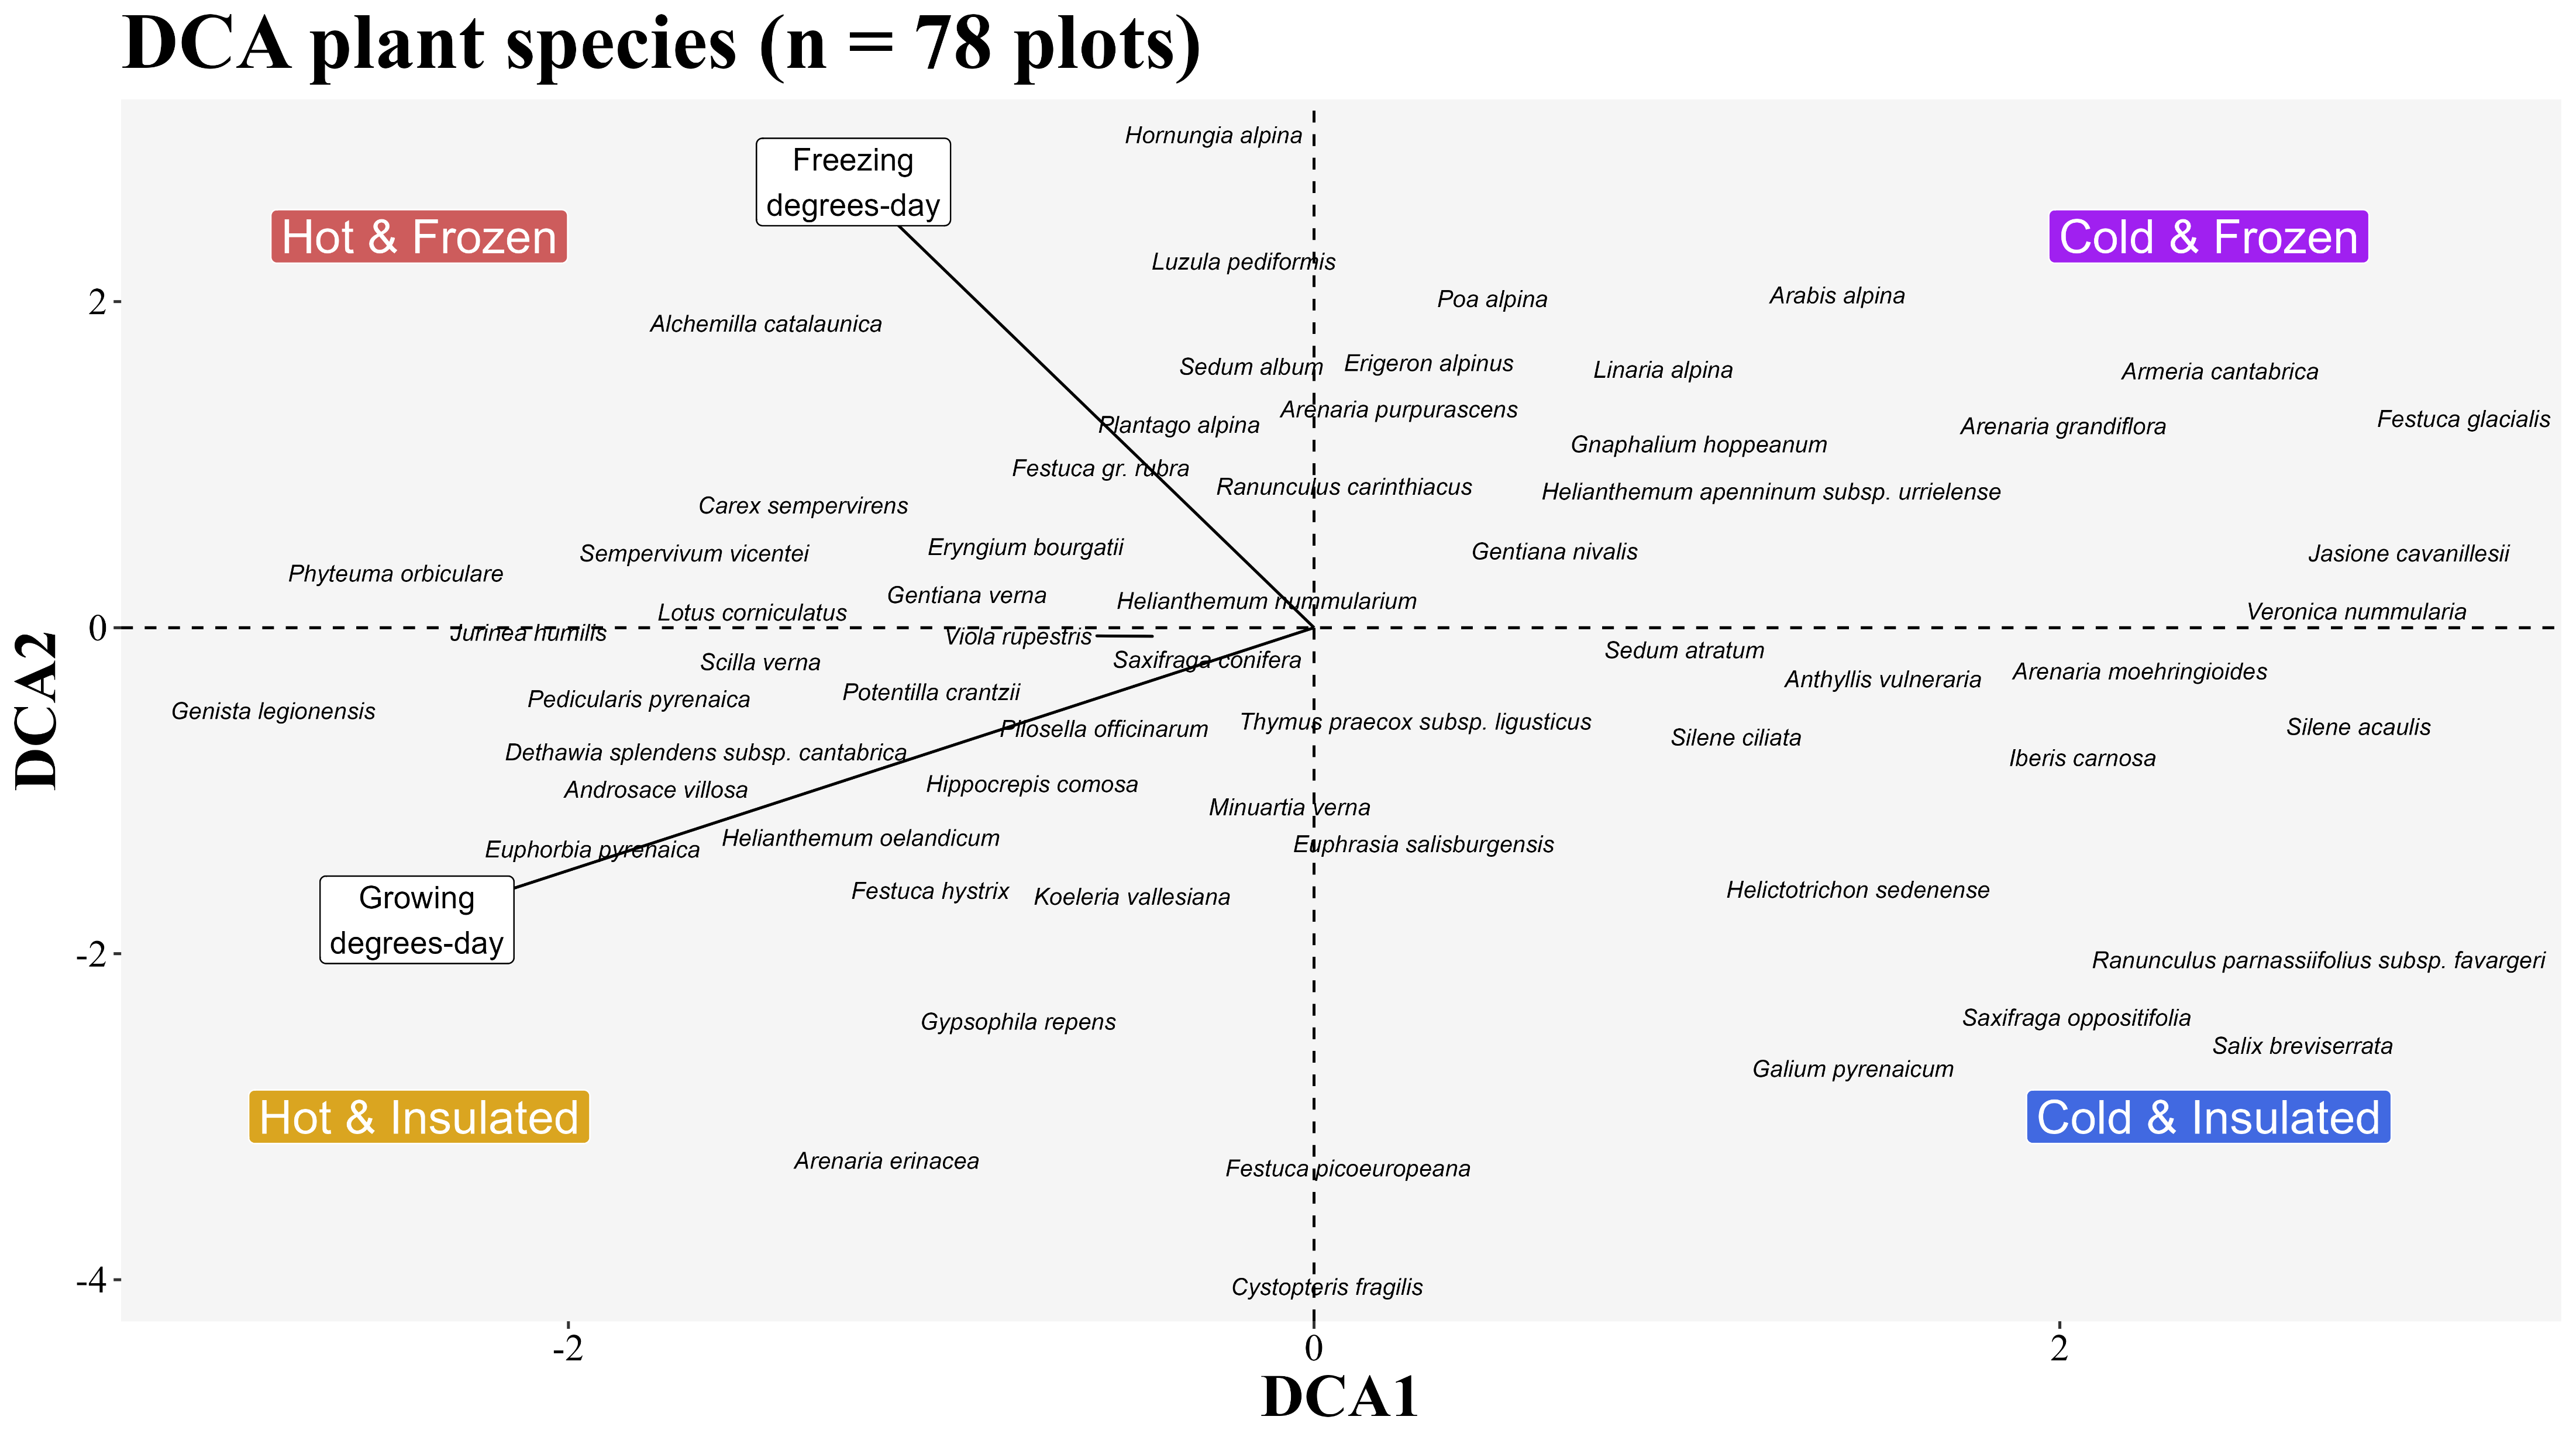 DCA plant species (n = 78 plots)
Hornungia alpina
Freezing
degrees-day
Hot & Frozen
Cold & Frozen
Luzula pediformis
Poa alpina
Arabis alpina
2
Alchemilla catalaunica
Sedum album
Erigeron alpinus
Linaria alpina
Armeria cantabrica
Arenaria purpurascens
Plantago alpina
Arenaria grandiflora
Festuca glacialis
Gnaphalium hoppeanum
Festuca gr. rubra
Ranunculus carinthiacus
Helianthemum apenninum subsp. urrielense
Carex sempervirens
Eryngium bourgatii
Sempervivum vicentei
Gentiana nivalis
Jasione cavanillesii
Phyteuma orbiculare
Gentiana verna
Helianthemum nummularium
Lotus corniculatus
Veronica nummularia
0
Jurinea humilis
Viola rupestris
Scilla verna
Saxifraga conifera
Sedum atratum
Anthyllis vulneraria
Arenaria moehringioides
Pedicularis pyrenaica
Potentilla crantzii
Genista legionensis
Pilosella officinarum
Thymus praecox subsp. ligusticus
Silene ciliata
Silene acaulis
Dethawia splendens subsp. cantabrica
Iberis carnosa
Androsace villosa
Hippocrepis comosa
Minuartia verna
Euphorbia pyrenaica
Helianthemum oelandicum
Euphrasia salisburgensis
Growing
degrees-day
Festuca hystrix
Koeleria vallesiana
Helictotrichon sedenense
-2
Ranunculus parnassiifolius subsp. favargeri
Gypsophila repens
Saxifraga oppositifolia
Salix breviserrata
Galium pyrenaicum
Hot & Insulated
Cold & Insulated
Arenaria erinacea
Festuca picoeuropeana
-4
Cystopteris fragilis
-2
0
2
DCA1
DCA2